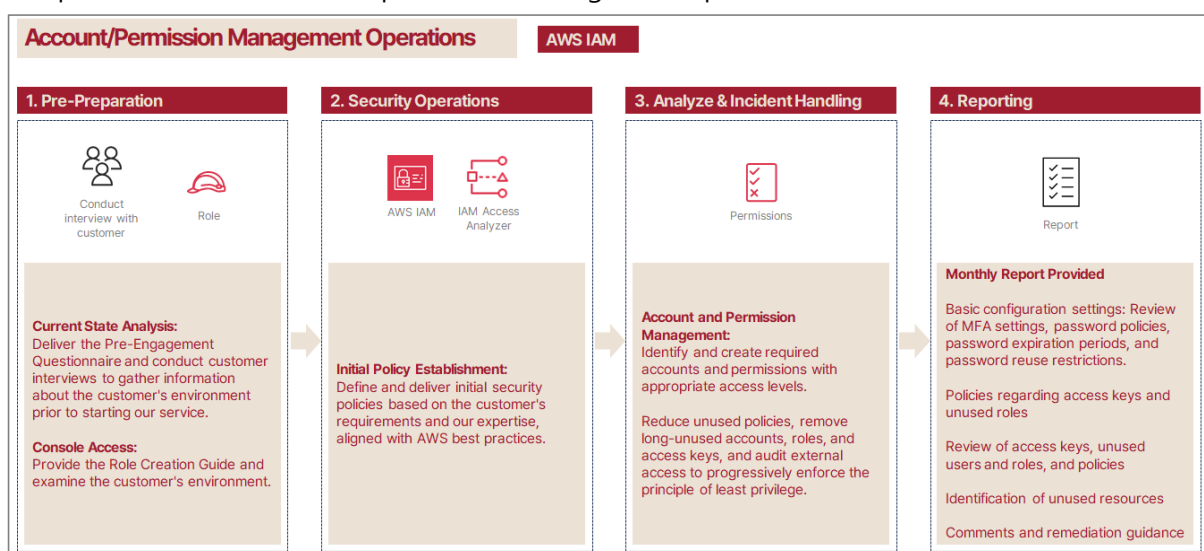 Account/Permission Management Operations
AWS IAM
1. Pre-Preparation
Conduct
interview with
customer
Role
Current State Analysis:
Deliver the Pre-Engagement
Questionnaire and conduct customer
interviews to gather information
about the customer's environment
prior to starting our service.
Console Access:
Provide the Role Creation Guide and
examine the customer's environment.
2. Security Operations
AWS IAM
IAM Access
Analyzer
Initial Policy Establishment:
Define and deliver initial security
policies based on the customer's
requirements and our expertise,
aligned with AWS best practices.
3. Analyze & Incident Handling
Permissions
Account and Permission
Management:
Identify and create required
accounts and permissions with
appropriate access levels.
Reduce unused policies, remove
long-unused accounts, roles, and
access keys, and audit external
access to progressively enforce the
principle of least privilege.
4. Reporting
Report
Monthly Report Provided
Basic configuration settings: Review
of MFA settings, password policies,
password expiration periods, and
password reuse restrictions.
Policies regarding access keys and
unused roles
Review of access keys, unused
users and roles, and policies
Identification of unused resources
Comments and remediation guidance